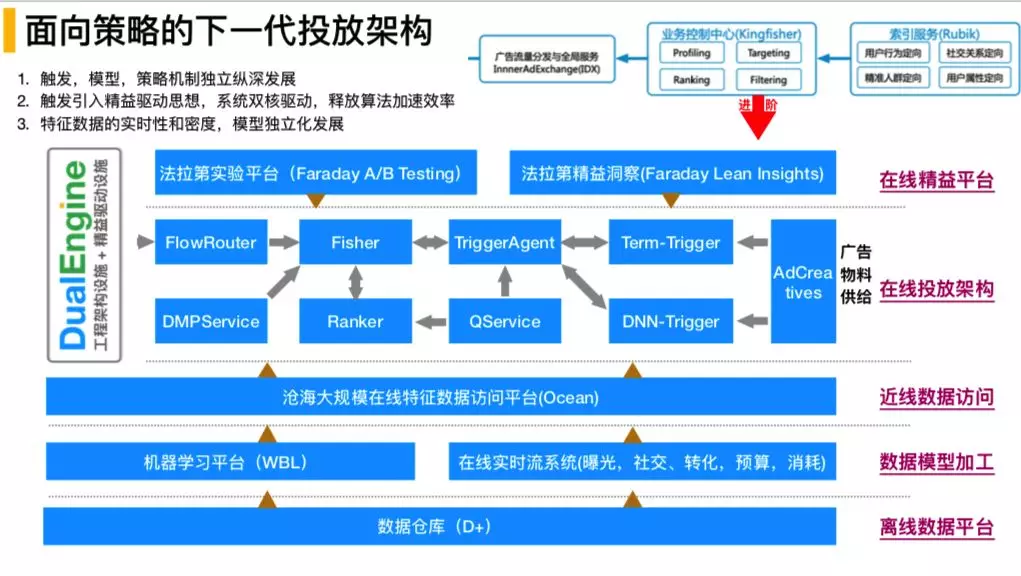 面向策略的下一代投放架构
1. 触发，模型，策略机制独立纵深发展
2. 触发引入精益驱动思想，系统双核驱动，释放算法加速效率
3. 特征数据的实时性和密度，模型独立化发展
广告流量分发与全局服务
InnnerAdExchange(IDX)
业务控制中心(Kingfisher)
Profiling
Targeting
Ranking
Filtering
索引服务(Rubik)
用户行为定向
社交关系定向
精准人群定向
用户属性定向
进阶
DualEngine
工程架构设施 + 精益驱动设施
法拉第实验平台（Faraday A/B Testing）
法拉第精益洞察(Faraday Lean Insights)
在线精益平台
FlowRouter
Fisher
TriggerAgent
Term-Trigger
AdCrea
tives
广告
物料
供给
在线投放架构
DMPService
Ranker
QService
DNN-Trigger
沧海大规模在线特征数据访问平台(Ocean)
近线数据访问
机器学习平台（WBL）
在线实时流系统(曝光，社交、转化，预算，消耗)
数据模型加工
数据仓库（D+）
离线数据平台